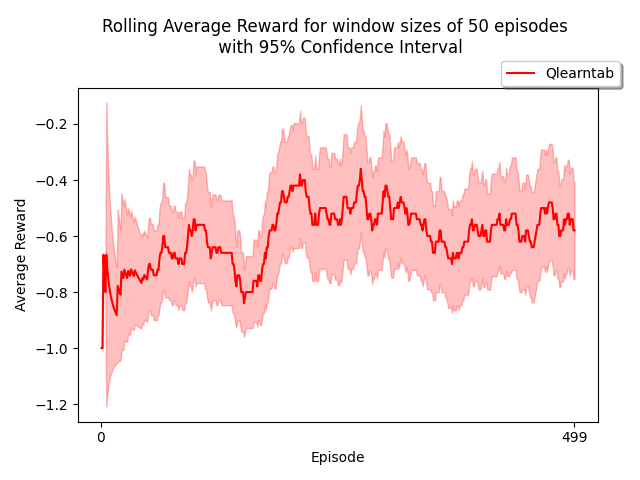 Rolling Average Reward for window sizes of 50 episodes
with 95% Confidence Interval
Qlearntab
−0.2
−0.4
−0.6
−0.8
−1.0
−1.2
Average Reward
0
499
Episode